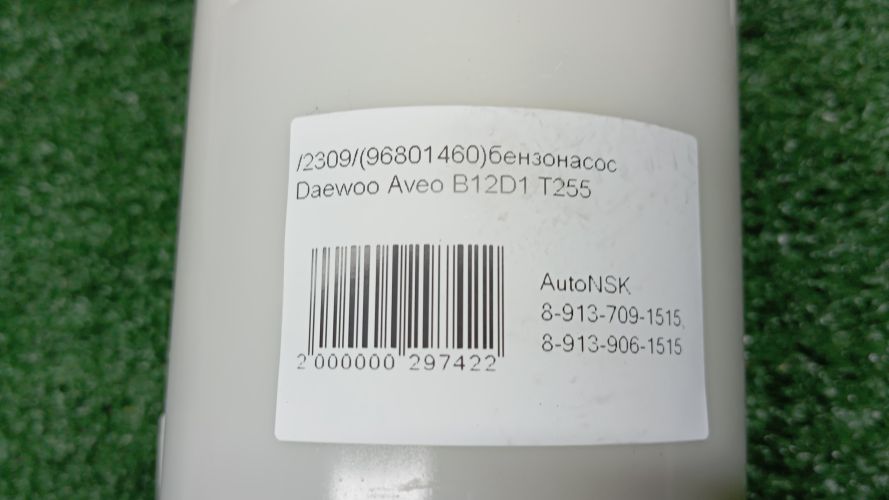 /2309/(96801460)бензонасос
Daewoo Aveo B12D1 T255
AutoNSK
8-913-709-1515,
8-913-906-1515
2 000000 297422